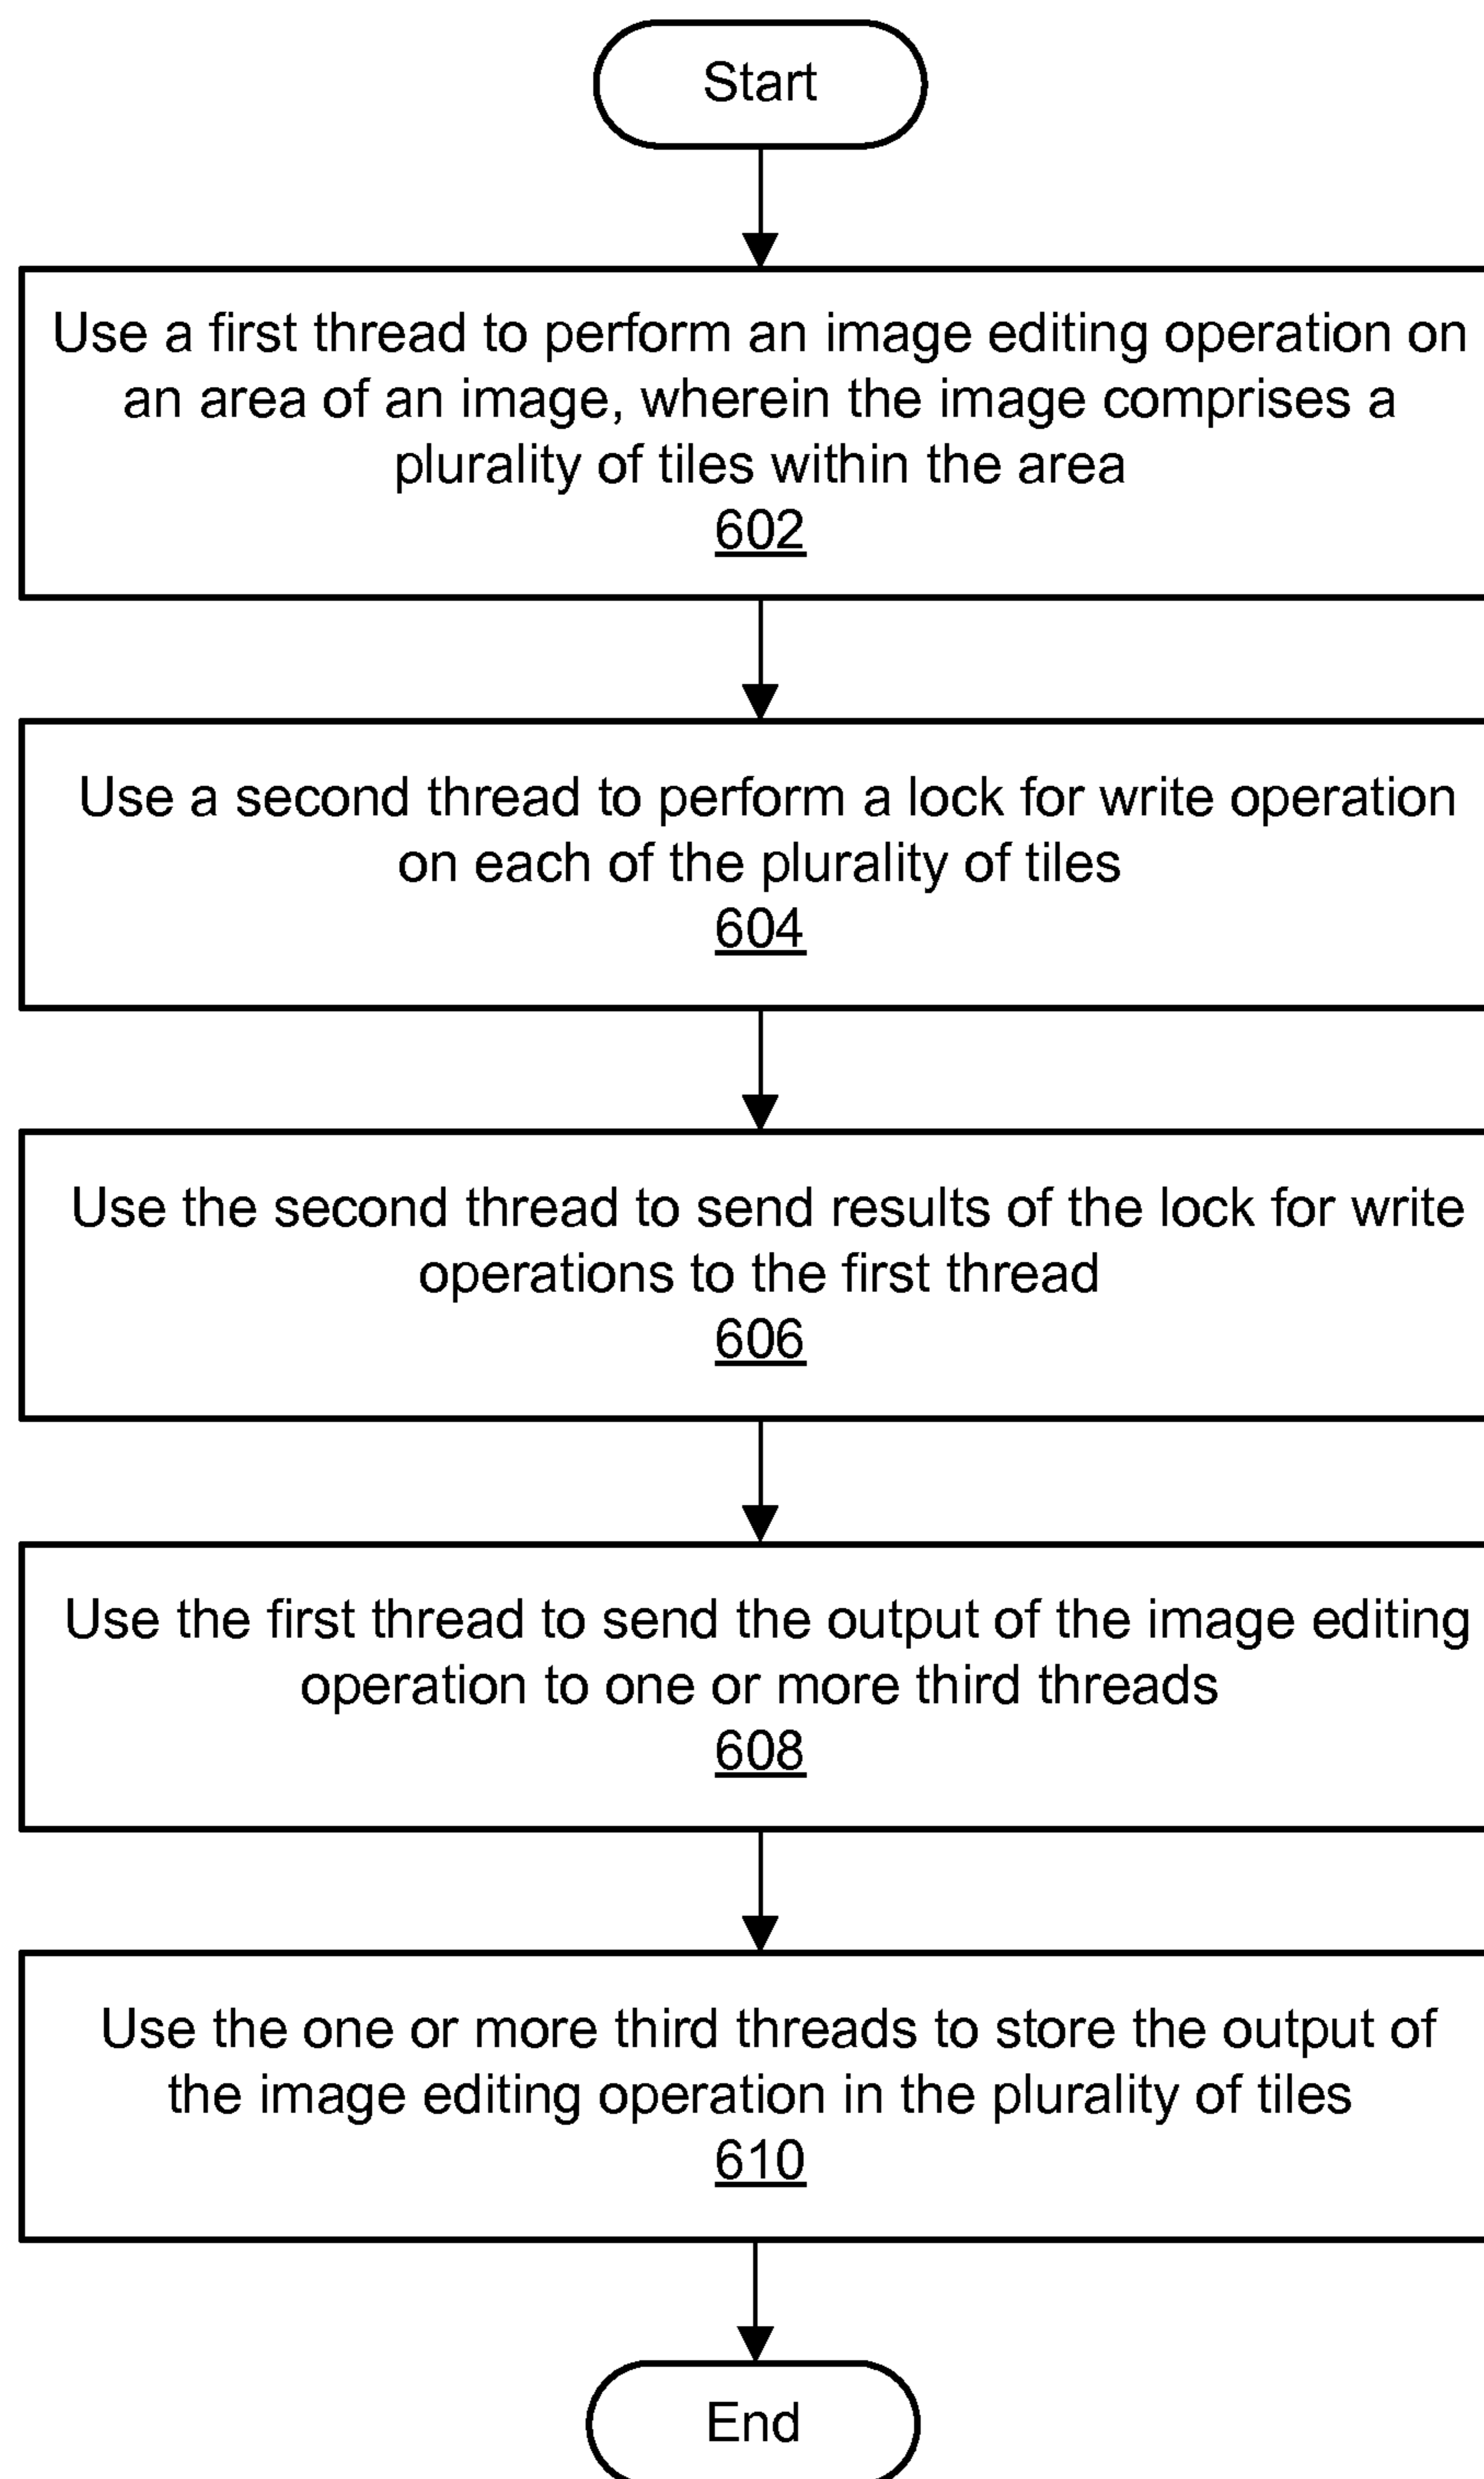 Start
Use a first thread to perform an image editing operation on
an area of an image, wherein the image comprises a
plurality of tiles within the area
602
Use a second thread to perform a lock for write operation
on each of the plurality of tiles
604
Use the second thread to send results of the lock for write
operations to the first thread
606
Use the first thread to send the output of the image editing
operation to one or more third threads
608
Use the one or more third threads to store the output of
the image editing operation in the plurality of tiles
610
End